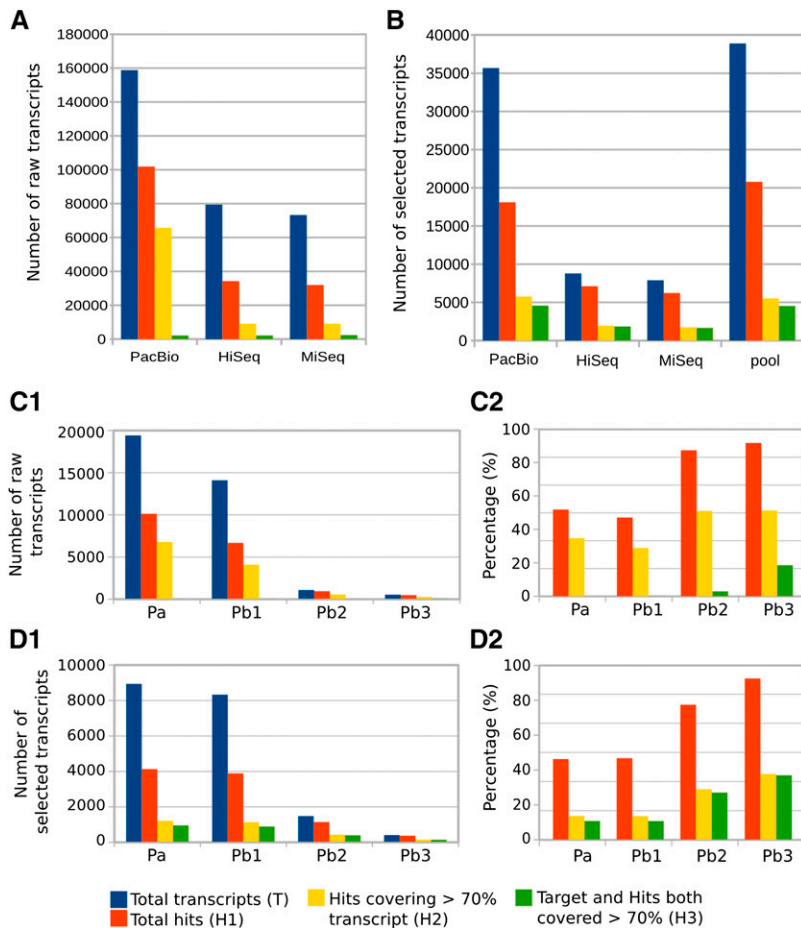 A
Number of raw transcripts
180000
160000
140000
120000
100000
80000
60000
40000
20000
0
PacBio
HiSeq
MiSeq
B
Number of selected transcripts
40000
35000
30000
25000
20000
15000
10000
5000
0
PacBio
HiSeq
MiSeq
pool
C1
Number of raw
transcripts
20000
15000
10000
5000
0
Pa
Pb1
Pb2
Pb3
C2
Percentage (%)
100
80
60
40
20
0
Pa
Pb1
Pb2
Pb3
D1
Number of
selected transcripts
10000
8000
6000
4000
2000
0
Pa
Pb1
Pb2
Pb3
D2
Percentage (%)
100
80
60
40
20
0
Pa
Pb1
Pb2
Pb3
Total transcripts (T)
Total hits (H1)
Hits covering > 70%
transcript (H2)
Target and Hits both
covered > 70% (H3)